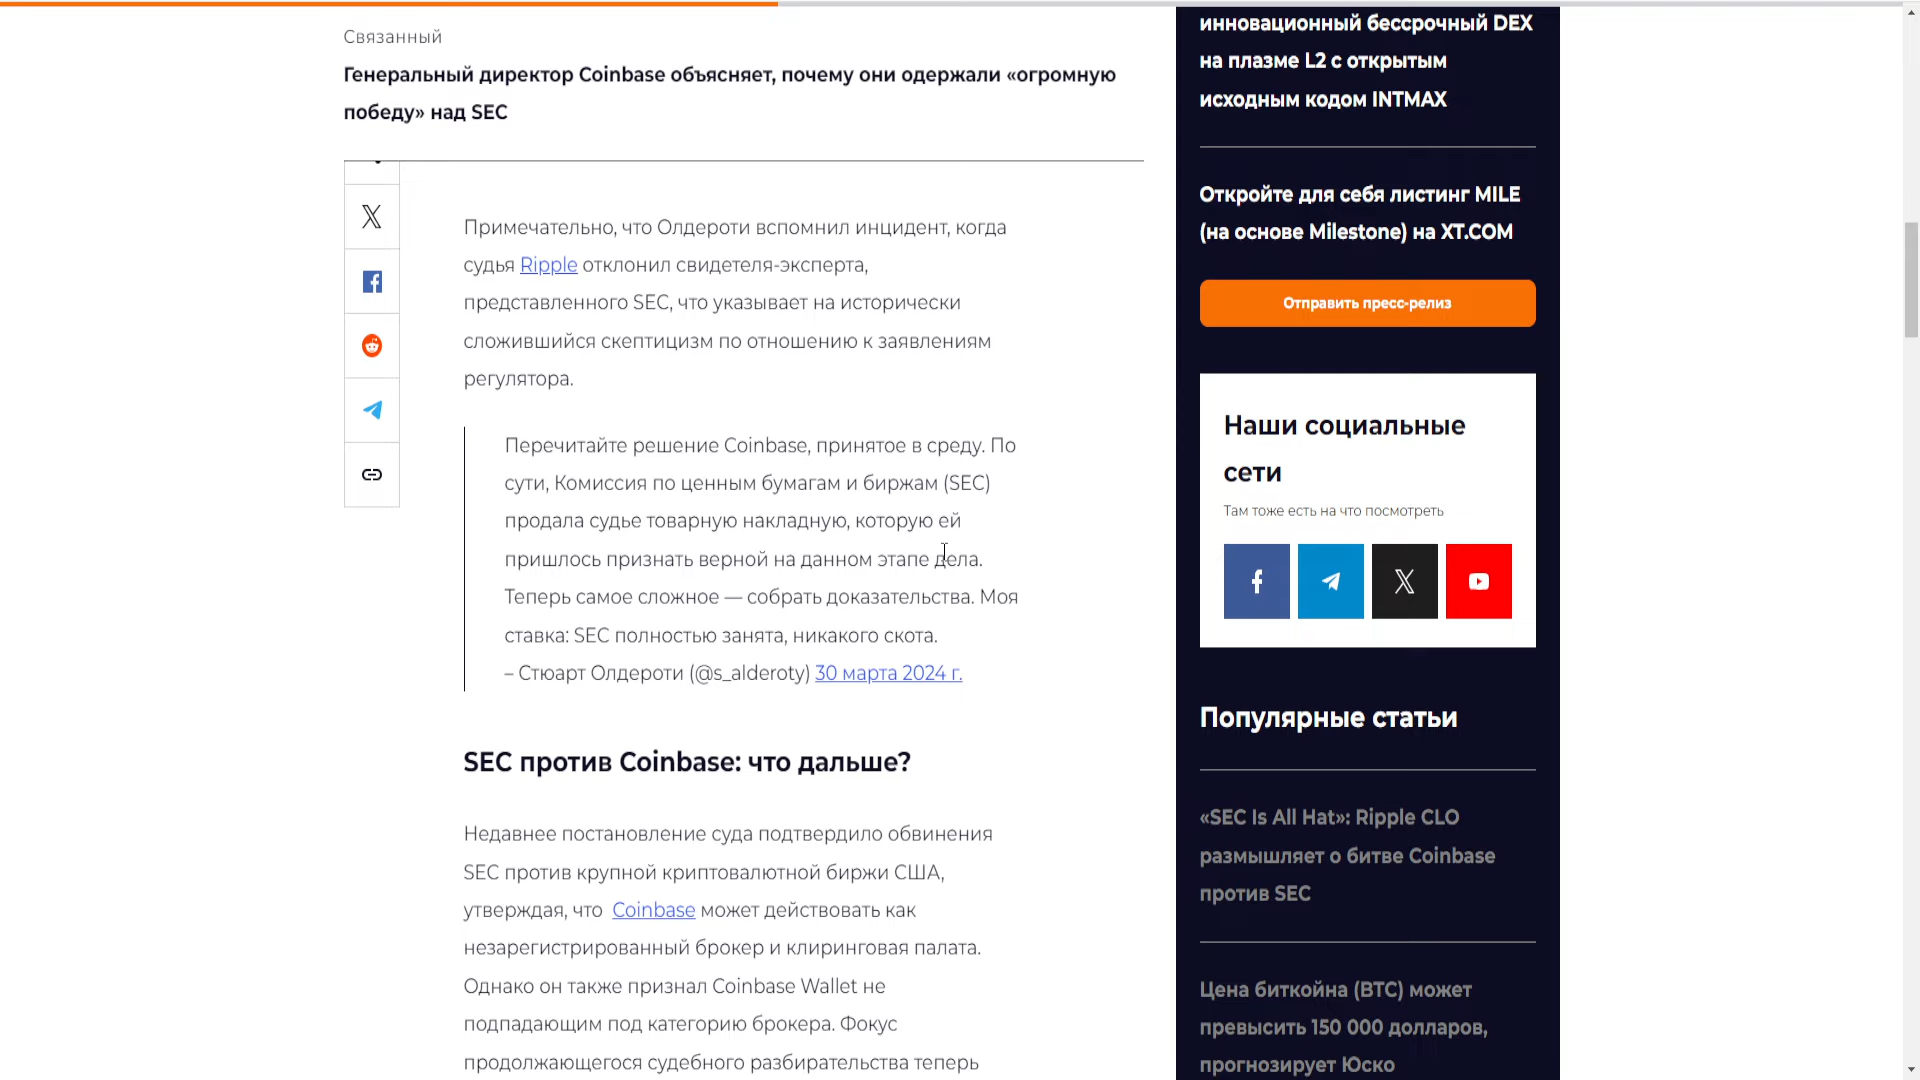 Связанный
Генеральный директор Coinbase объясняет, почему они одержали «огромную
победу» над SEC
Примечательно, что Олдероти вспомнил инцидент, когда
судья Ripple отклонил свидетеля-эксперта,
представленного SEC, что указывает на исторически
сложившийся скептицизм по отношению к заявлениям
регулятора.
Перечитайте решение Coinbase, принятое в среду. По
сути, Комиссия по ценным бумагам и биржам (SEC)
продала судье товарную накладную, которую ей
пришлось признать верной на данном этапе дела.
Теперь самое сложное — собрать доказательства. Моя
ставка: SEC полностью занята, никакого скота.
– Стюарт Олдероти (@s_alderoty) 30 марта 2024 г.
SEC против Coinbase: что дальше?
Недавнее постановление суда подтвердило обвинения
SEC против крупной криптовалютной биржи США,
утверждая, что Coinbase может действовать как
незарегистрированный брокер и клиринговая палата.
Однако он также признал Coinbase Wallet не
подпадающим под категорию брокера. Фокус
продолжающегося судебного разбирательства теперь
инновационный бессрочный DEX
на плазме L2 с открытым
исходным кодом INTMAX
Откройте для себя листинг MILE
(на основе Milestone) на XT.COM
Отправить пресс-релиз
Наши социальные
сети
Там тоже есть на что посмотреть
Популярные статьи
«SEC Is All Hat»: Ripple CLO
размышляет о битве Coinbase
против SEC
Цена биткойна (BTC) может
превысить 150 000 долларов,
прогнозирует Юско